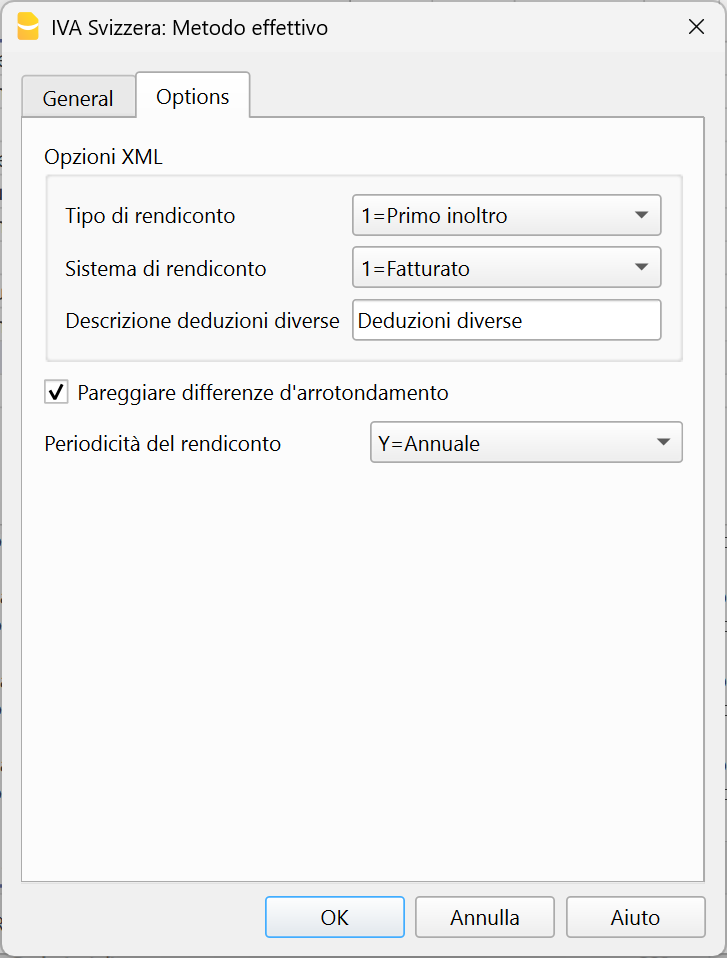 IVA Svizzera: Metodo effettivo
General
Options
Opzioni XML
Tipo di rendiconto 1=Primo inoltro
Sistema di rendiconto 1=Fatturato
Descrizione deduzioni diverse Deduzioni diverse
Pareggiare differenze d'arrotondamento
Periodicità del rendiconto Y=Annuale
OK Annulla Aiuto